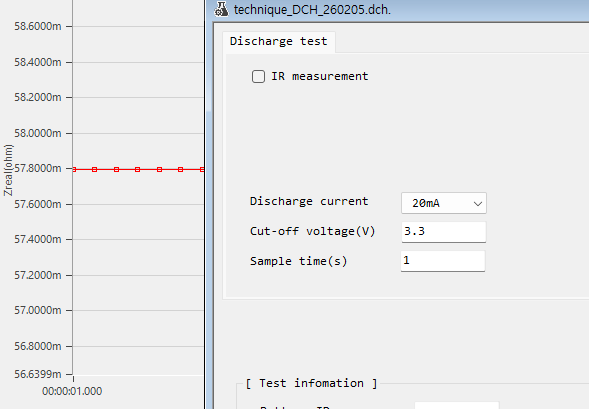 technique_DCH_260205.dch.
Discharge test
IR measurement
Discharge current 20mA
Cut-off voltage(V) 3.3
Sample time(s) 1
[ Test infomation ]
58.6000m
58.4000m
58.2000m
58.0000m
57.8000m
57.6000m
57.4000m
57.2000m
57.0000m
56.8000m
56.6399m
Zreal(ohm)
00:00:01.000